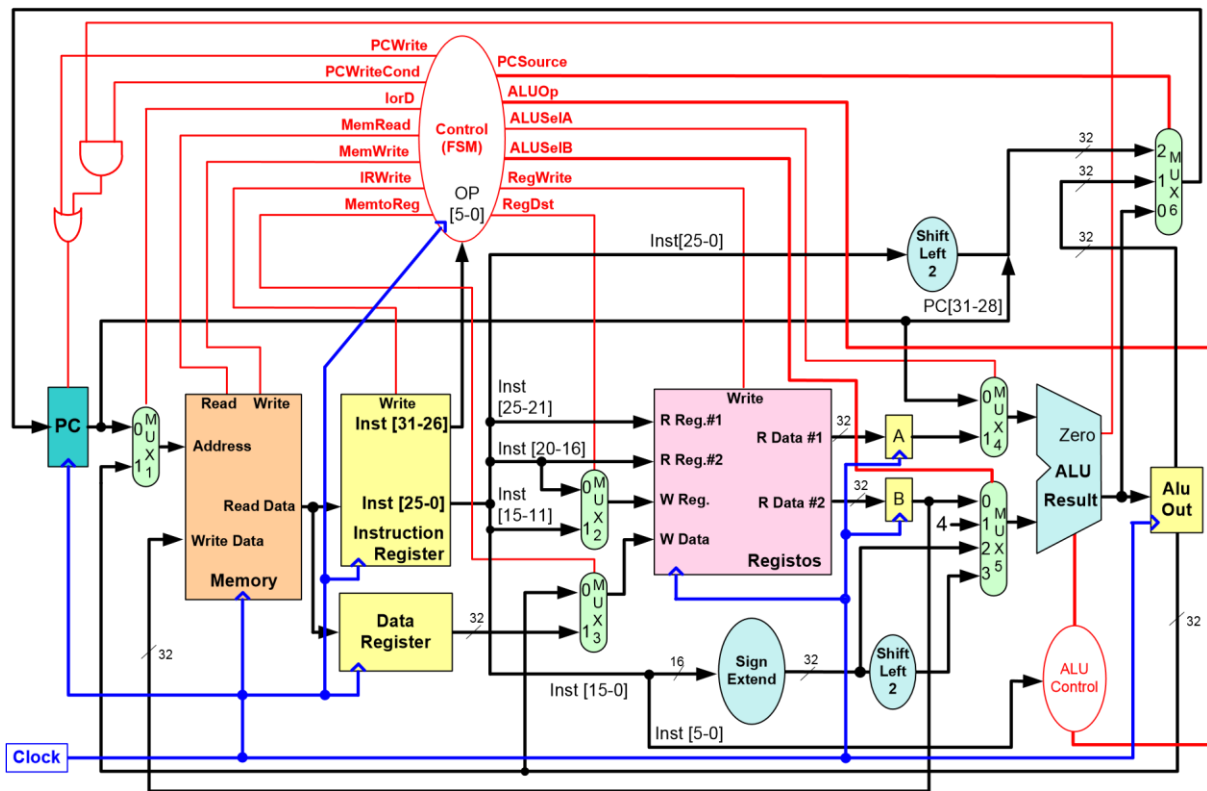 PCWrite
PCWriteCond
IorD
MemRead
MemWrite
IRWrite
MemtoReg
Control
(FSM)
OP
[5-0]
PCSource
ALUOp
ALUSelA
ALUSelB
RegWrite
RegDst
32
32
32
2
1
0
M
U
X
6
Inst[25-0]
Shift
Left
2
PC[31-28]
PC
0
1
M
U
X
1
Read
Write
Address
Read Data
Write Data
Memory
Write
Inst [31-26]
Inst [25-0]
Instruction
Register
Data
Register
32
Inst
[25-21]
Inst [20-16]
Inst
[15-11]
0
1
M
U
X
2
0
1
M
U
X
3
Write
R Reg.#1
R Reg.#2
W Reg.
W Data
R Data #1
R Data #2
Registos
32
32
A
B
0
1
M
U
X
4
4
0
1
2
3
M
U
X
5
Zero
ALU
Result
Alu
Out
32
32
16
Inst [15-0]
Sign
Extend
32
Shift
Left
2
Inst [5-0]
ALU
Control
Clock